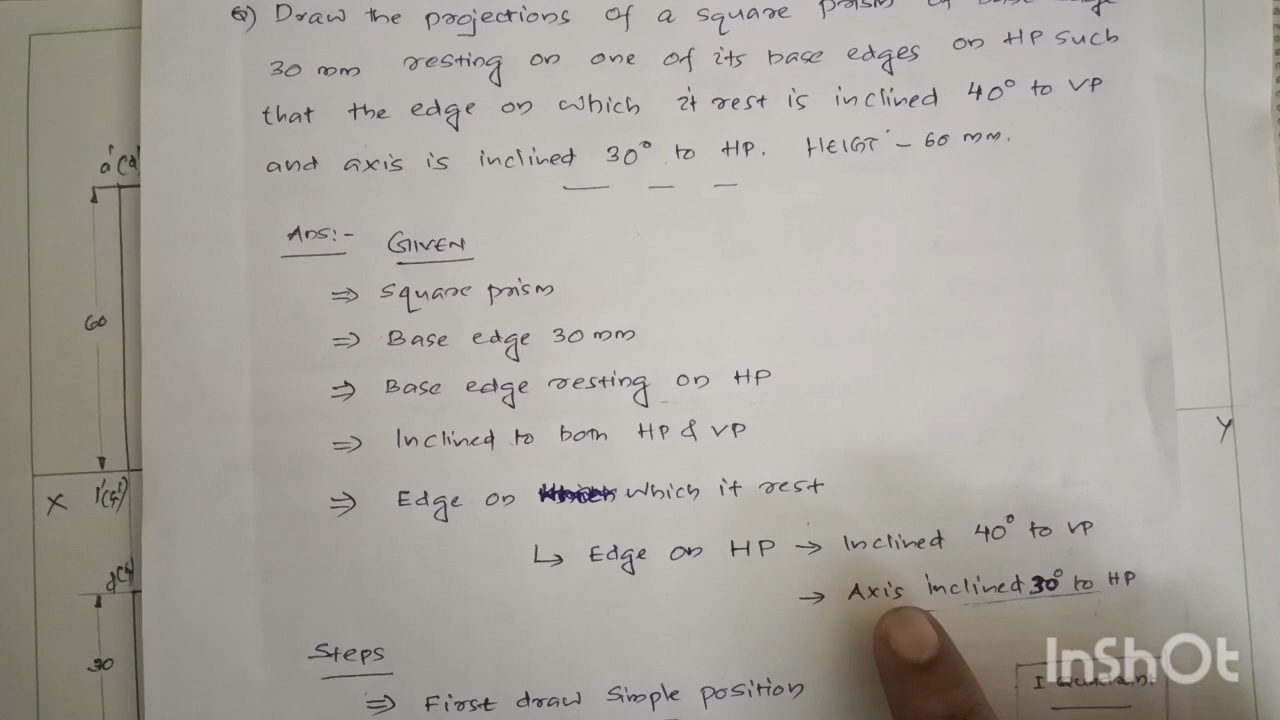 Q) Draw the projections of a square prism of base edge
30 mm resting on one of its base edges on HP such
that the edge on which it rest is inclined 40° to VP
and axis is inclined 30° to HP. HEIGT - 60 mm.
Ans:- GIVEN
⇒ Square prism
⇒ Base edge 30 mm
⇒ Base edge resting on HP
⇒ Inclined to both HP & VP
⇒ Edge on which it rest
↳ Edge on HP → Inclined 40° to VP
→ Axis inclined 30° to HP
Steps
⇒ First draw Simple position
60
X
Y
30
InShOt